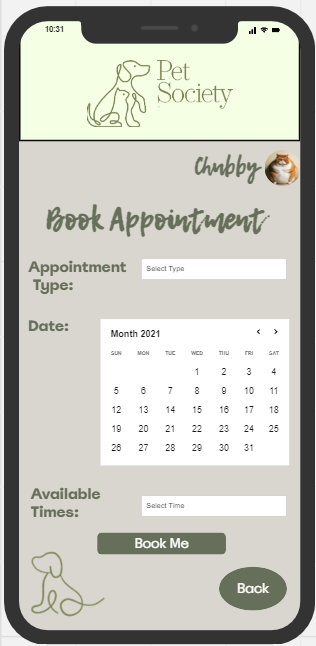 10:31
Pet
Society
Chubby
Book Appointment
Appointment
Type:
Select Type
Date:
Month 2021
SUN MON TUE WED THU FRI SAT
1 2 3 4
5 6 7 8 9 10 11
12 13 14 15 16 17 18
19 20 21 22 23 24 25
26 27 28 29 30 31
Available
Times:
Select Time
Book Me
Back